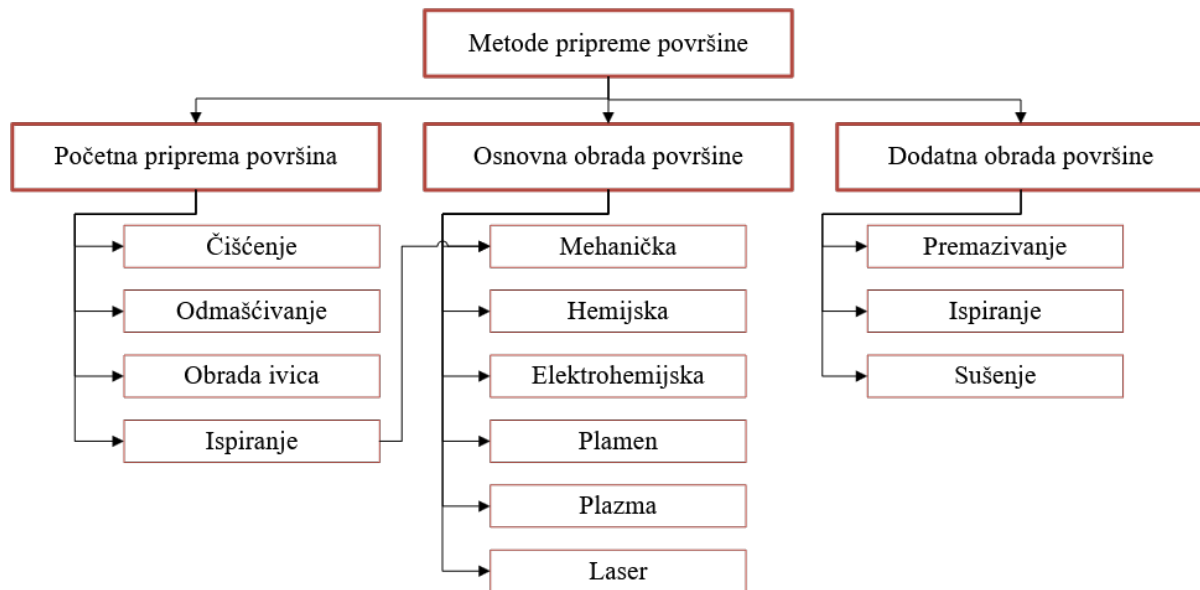 Metode pripreme površine
Početna priprema površina
Čišćenje
Odmašćivanje
Obrada ivica
Ispiranje
Osnovna obrada površine
Mehanička
Hemijska
Elektrohemijska
Plamen
Plazma
Laser
Dodatna obrada površine
Premazivanje
Ispiranje
Sušenje